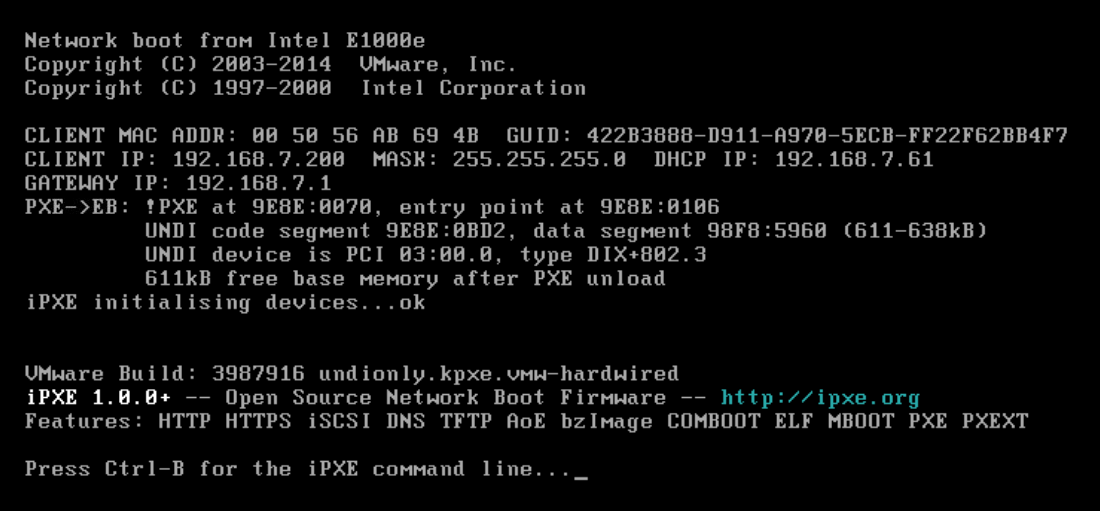 Network boot from Intel E1000e
Copyright (C) 2003-2014  VMware, Inc.
Copyright (C) 1997-2000  Intel Corporation
CLIENT MAC ADDR: 00 50 56 AB 69 4B  GUID: 422B3888-D911-A970-5ECB-FF22F62BB4F7
CLIENT IP: 192.168.7.200  MASK: 255.255.255.0  DHCP IP: 192.168.7.61
GATEWAY IP: 192.168.7.1
PXE->EB: !PXE at 9E8E:0070, entry point at 9E8E:0106
UNDI code segment 9E8E:0BD2, data segment 98F8:5960 (611-638kB)
UNDI device is PCI 03:00.0, type DIX+802.3
611kB free base memory after PXE unload
iPXE initialising devices...ok
VMware Build: 3987916 undionly.kpxe.vmw-hardwired
iPXE 1.0.0+ -- Open Source Network Boot Firmware -- http://ipxe.org
Features: HTTP HTTPS iSCSI DNS TFTP AoE bzImage COMBOOT ELF MBOOT PXE PXEXT
Press Ctrl-B for the iPXE command line..._